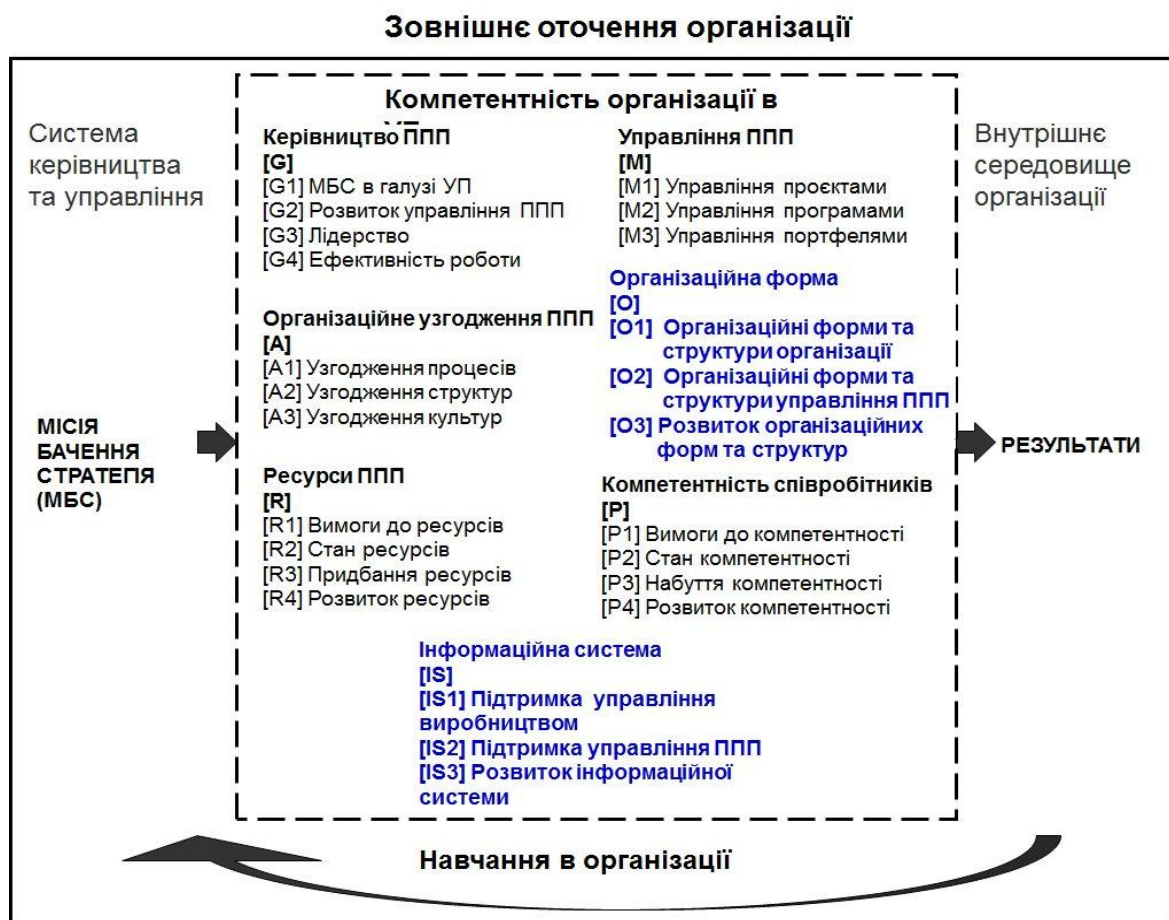 Зовнішнє оточення організації
Система
керівництва
та управління
МІСІЯ
БАЧЕННЯ
СТРАТЕПЯ
(МБС)
Компетентність організації в
Керівництво ППП
[G]
[G1] МБС в галузі УП
[G2] Розвиток управління ППП
[G3] Лідерство
[G4] Ефективність роботи
Організаційне узгодження ППП
[A]
[A1] Узгодження процесів
[A2] Узгодження структур
[A3] Узгодження культур
Ресурси ППП
[R]
[R1] Вимоги до ресурсів
[R2] Стан ресурсів
[R3] Придбання ресурсів
[R4] Розвиток ресурсів
Управління ППП
[M]
[M1] Управління проєктами
[M2] Управління програмами
[M3] Управління портфелями
Організаційна форма
[O]
[O1] Організаційні форми та
структури організації
[O2] Організаційні форми та
структури управління ППП
[O3] Розвиток організаційних
форм та структур
Компетентність співробітників
[P]
[P1] Вимоги до компетентності
[P2] Стан компетентності
[P3] Набуття компетентності
[P4] Розвиток компетентності
Інформаційна система
[IS]
[IS1] Підтримка управління
виробництвом
[IS2] Підтримка управління ППП
[IS3] Розвиток інформаційної
системи
Внутрішнє
середовище
організації
РЕЗУЛЬТАТИ
Навчання в організації